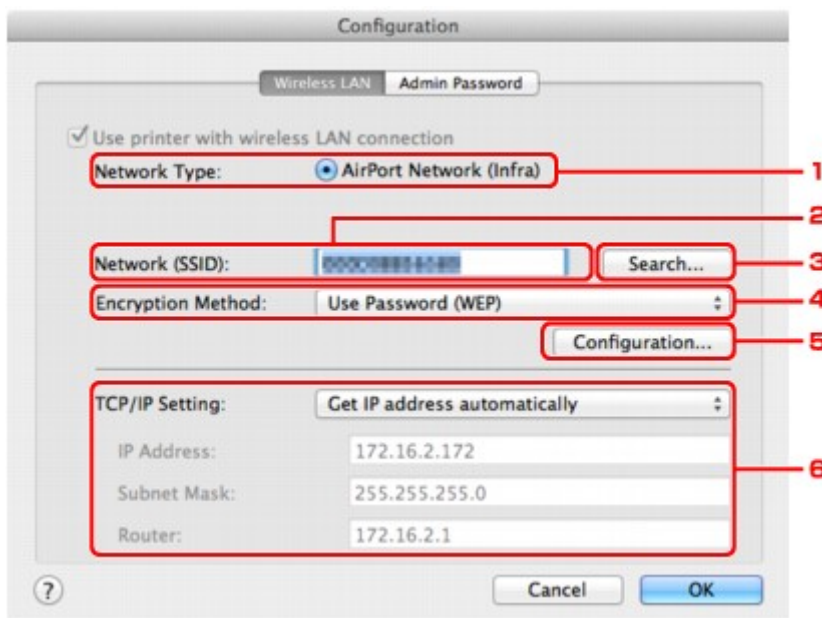 Configuration
Wireless LAN Admin Password
Use printer with wireless LAN connection
Network Type: AirPort Network (Infra) 1
2
Network (SSID): Search... 3
Encryption Method: Use Password (WEP) 4
Configuration... 5
TCP/IP Setting: Get IP address automatically
IP Address: 172.16.2.172
6
Subnet Mask: 255.255.255.0
Router: 172.16.2.1
? Cancel OK